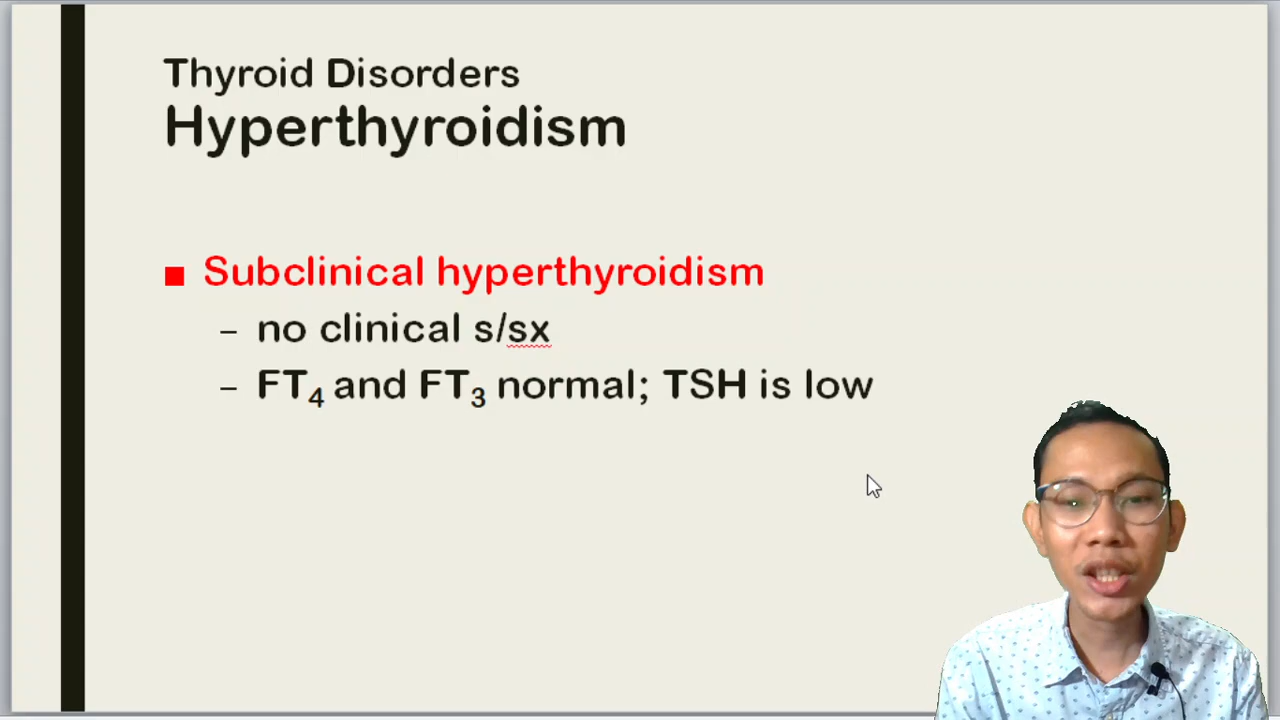 Thyroid Disorders
Hyperthyroidism
■ Subclinical hyperthyroidism
– no clinical s/sx
– FT₄ and FT₃ normal; TSH is low